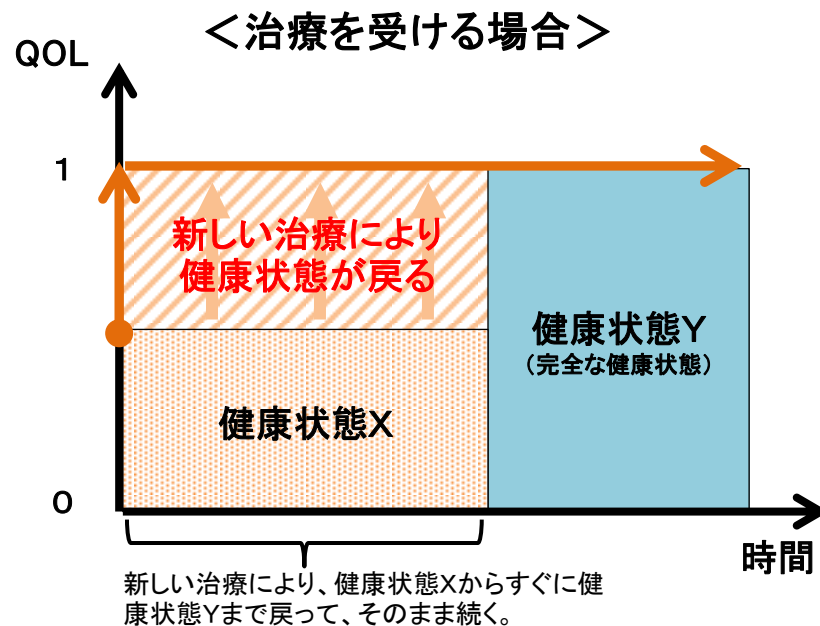 ＜治療を受ける場合＞
QOL
1
新しい治療により
健康状態が戻る
健康状態Y
（完全な健康状態）
健康状態X
0
時間
新しい治療により、健康状態Xからすぐに健
康状態Yまで戻って、そのまま続く。